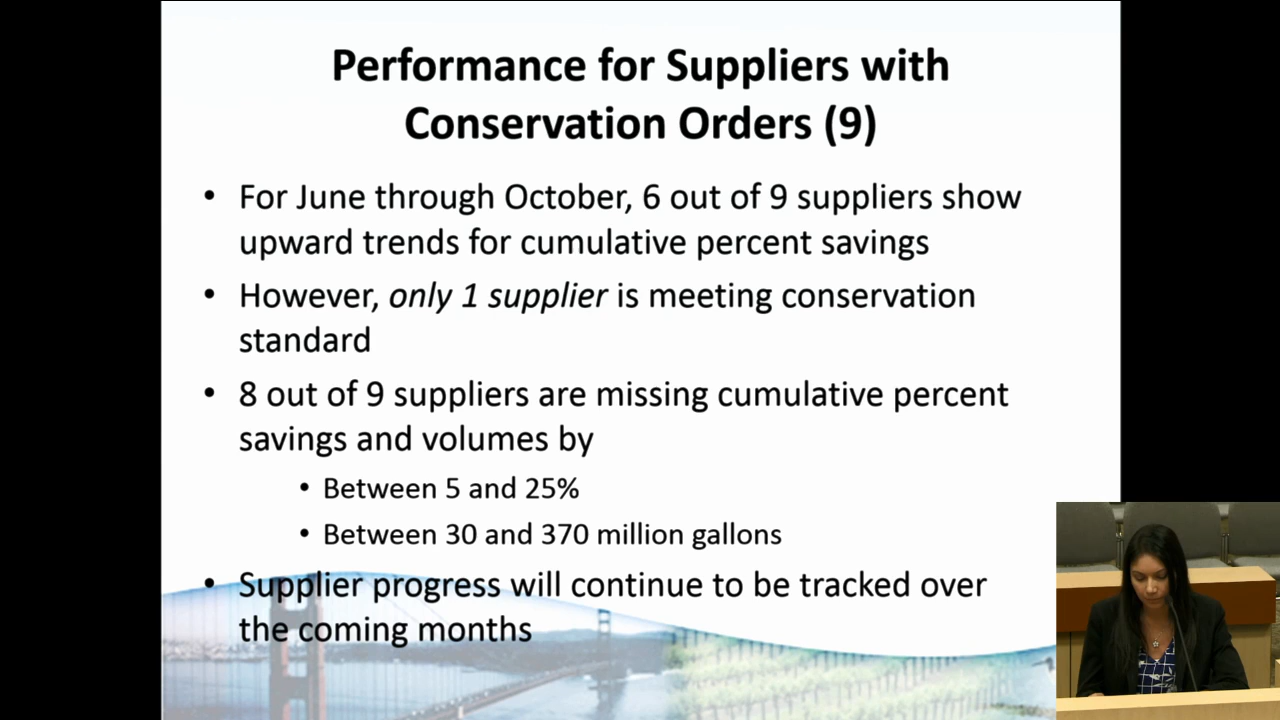 Performance for Suppliers with
Conservation Orders (9)
• For June through October, 6 out of 9 suppliers show
upward trends for cumulative percent savings
• However, only 1 supplier is meeting conservation
standard
• 8 out of 9 suppliers are missing cumulative percent
savings and volumes by
• Between 5 and 25%
• Between 30 and 370 million gallons
• Supplier progress will continue to be tracked over
the coming months